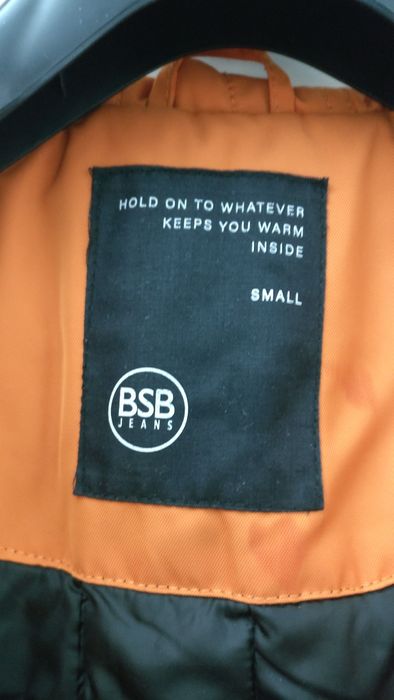 HOLD ON TO WHATEVER
KEEPS YOU WARM
INSIDE
SMALL
BSB
JEANS